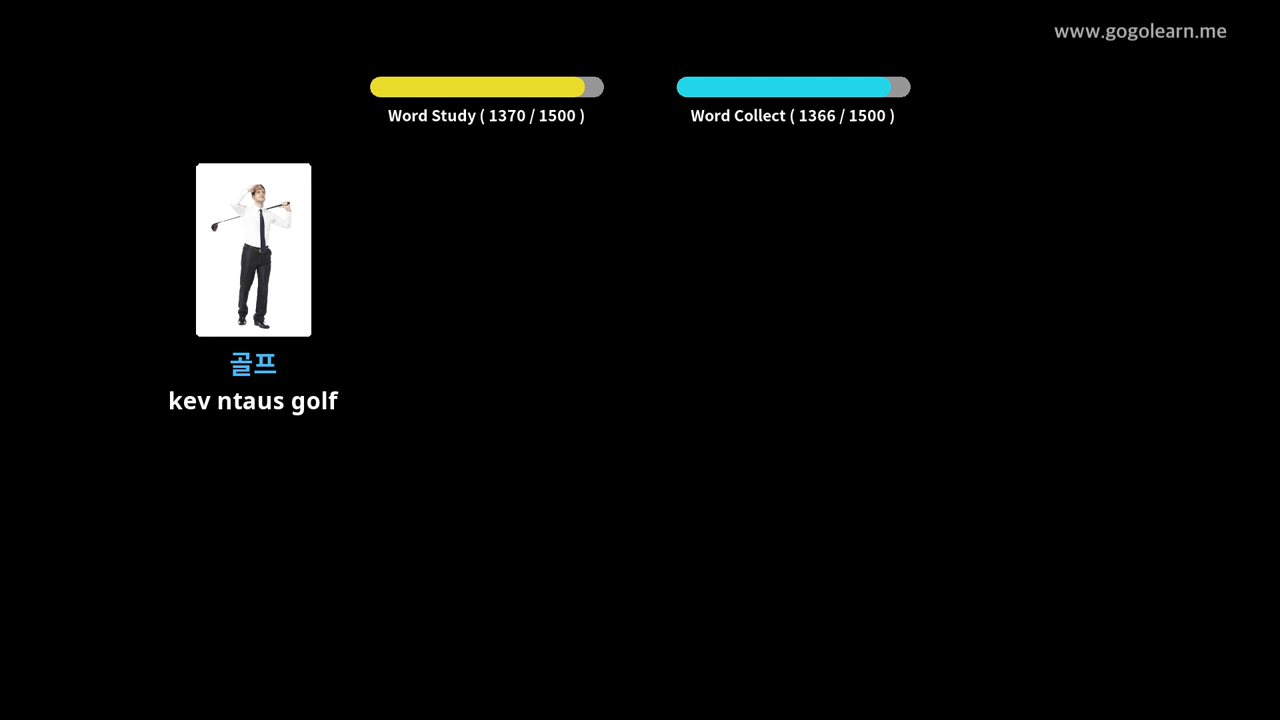 www.gogolearn.me
Word Study ( 1370 / 1500 )
Word Collect ( 1366 / 1500 )
골프
kev ntaus golf